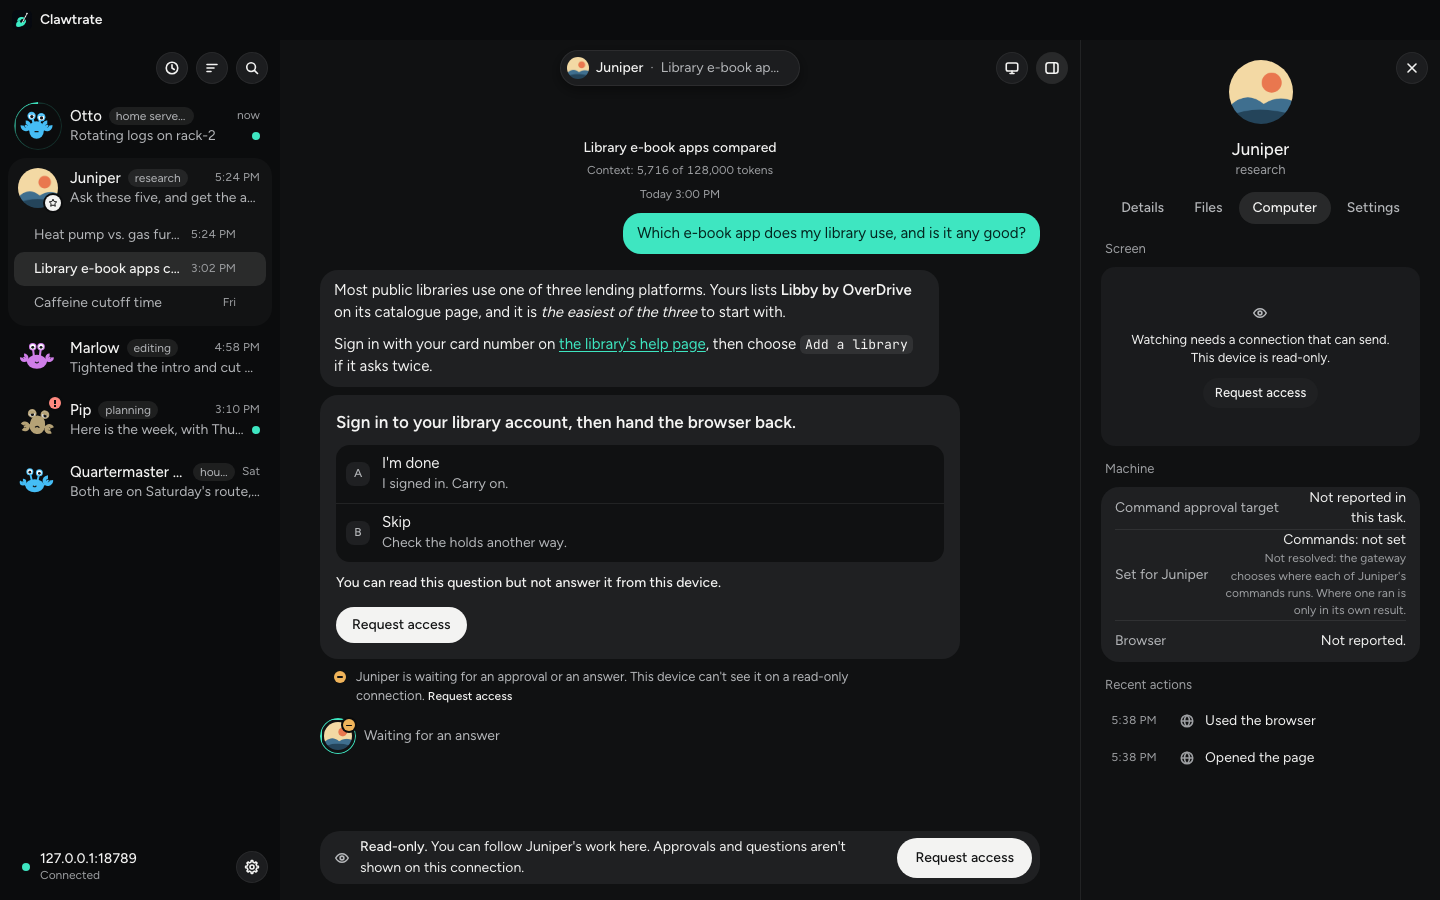 Clawtrate
Otto home serve... now
Rotating logs on rack-2
Juniper research 5:24 PM
Ask these five, and get the a...
Heat pump vs. gas fur... 5:24 PM
Library e-book apps c... 3:02 PM
Caffeine cutoff time Fri
Marlow editing 4:58 PM
Tightened the intro and cut ...
Pip planning 3:10 PM
Here is the week, with Thu...
Quartermaster ... hou... Sat
Both are on Saturday's route,...
127.0.0.1:18789
Connected
Juniper · Library e-book ap...
Library e-book apps compared
Context: 5,716 of 128,000 tokens
Today 3:00 PM
Which e-book app does my library use, and is it any good?
Most public libraries use one of three lending platforms. Yours lists Libby by OverDrive
on its catalogue page, and it is the easiest of the three to start with.
Sign in with your card number on the library's help page, then choose Add a library
if it asks twice.
Sign in to your library account, then hand the browser back.
A I'm done
I signed in. Carry on.
B Skip
Check the holds another way.
You can read this question but not answer it from this device.
Request access
Juniper is waiting for an approval or an answer. This device can't see it on a read-only
connection. Request access
Waiting for an answer
Read-only. You can follow Juniper's work here. Approvals and questions aren't
shown on this connection.
Request access
Juniper
research
Details Files Computer Settings
Screen
Watching needs a connection that can send.
This device is read-only.
Request access
Machine
Command approval target Not reported in
this task.
Set for Juniper Commands: not set
Not resolved: the gateway
chooses where each of Juniper's
commands runs. Where one ran is
only in its own result.
Browser Not reported.
Recent actions
5:38 PM Used the browser
5:38 PM Opened the page